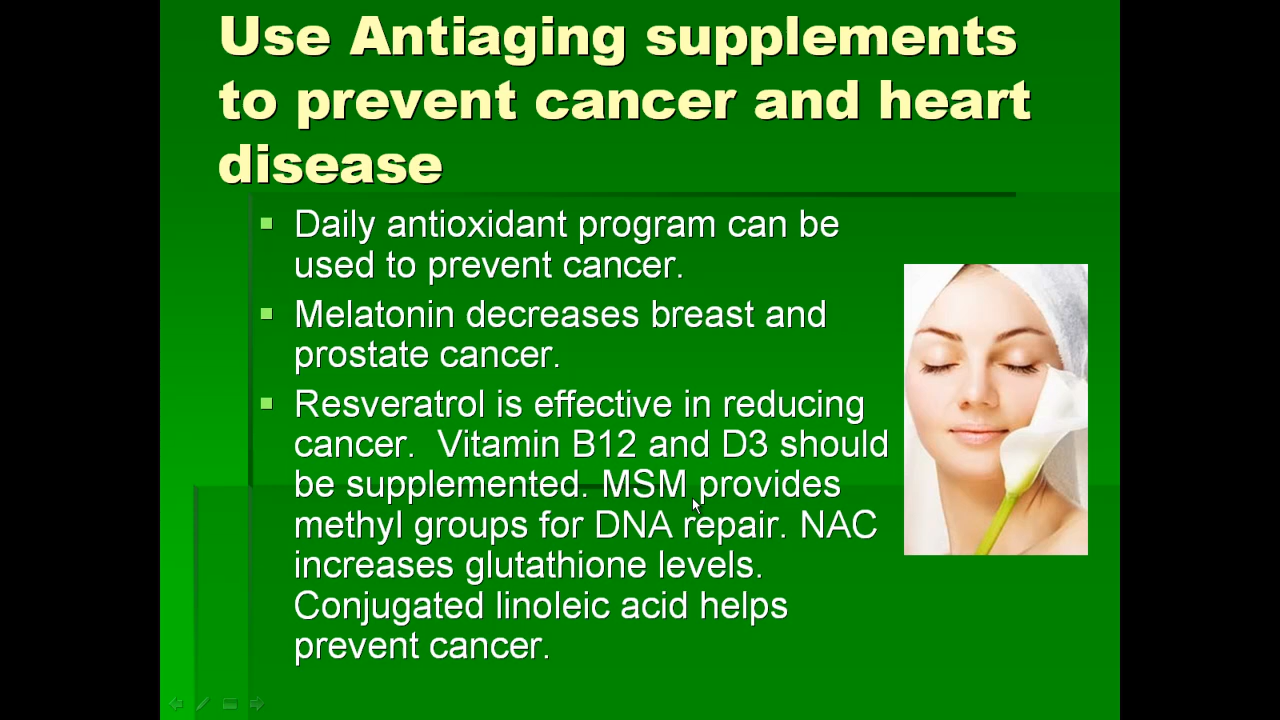 Use Antiaging supplements
to prevent cancer and heart
disease
Daily antioxidant program can be
used to prevent cancer.
Melatonin decreases breast and
prostate cancer.
Resveratrol is effective in reducing
cancer.  Vitamin B12 and D3 should
be supplemented. MSM provides
methyl groups for DNA repair. NAC
increases glutathione levels.
Conjugated linoleic acid helps
prevent cancer.